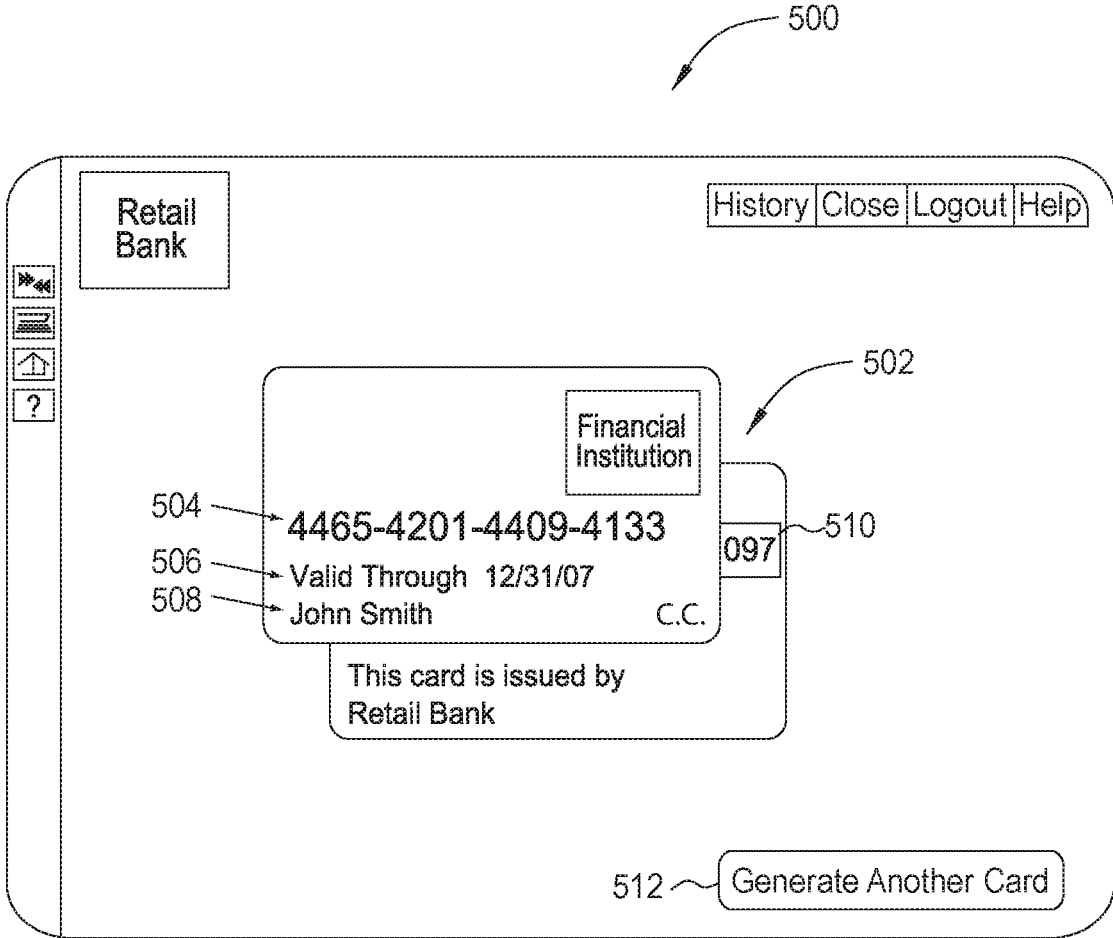 500
Retail
Bank
History Close Logout Help
?
502
Financial
Institution
504
4465-4201-4409-4133
097
510
506
Valid Through 12/31/07
508
John Smith
C.C.
This card is issued by
Retail Bank
512
Generate Another Card